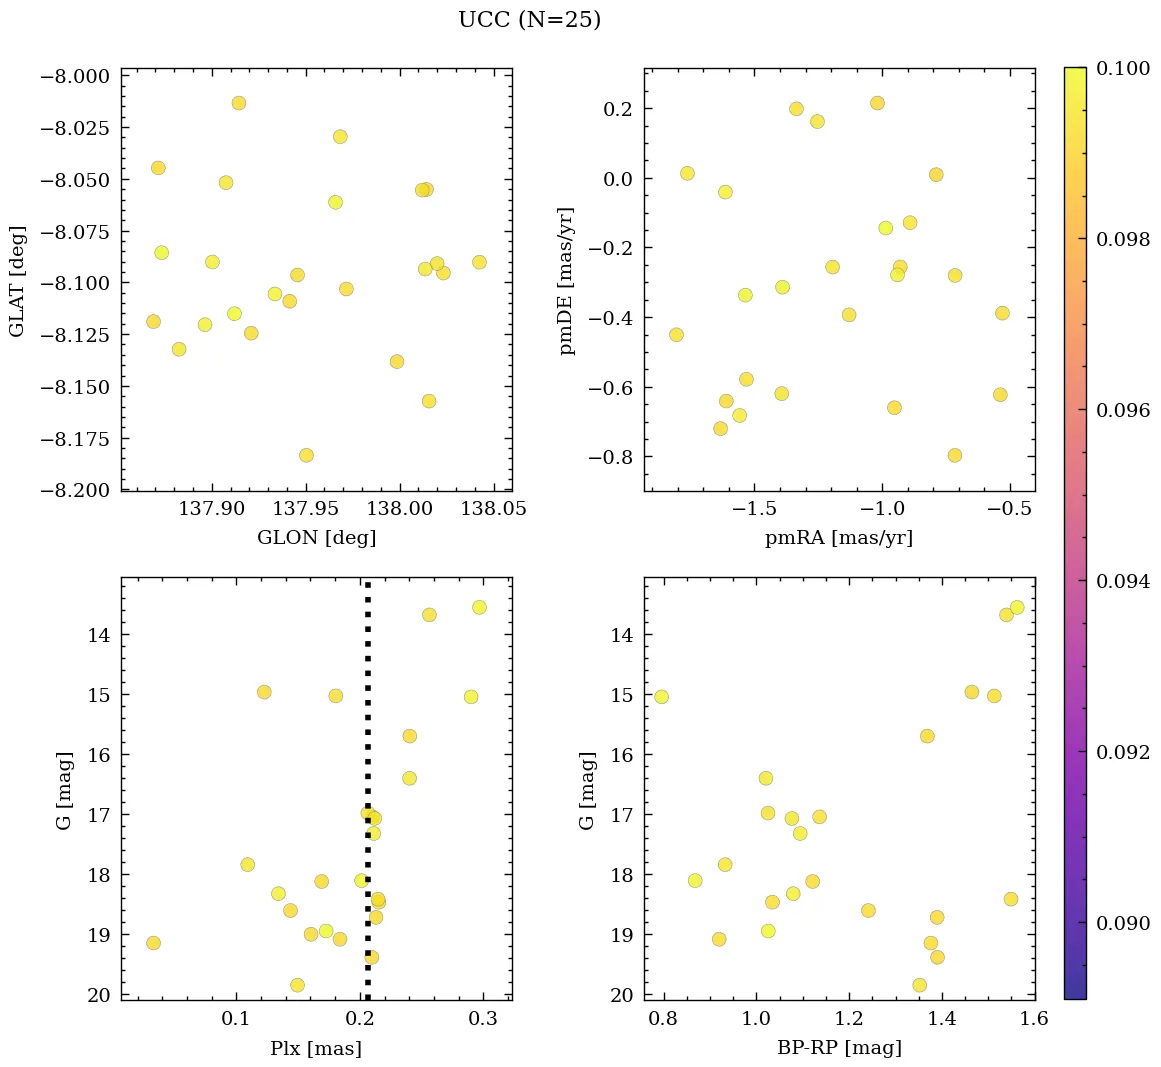 UCC (N=25)
−8.000
−8.025
−8.050
−8.075
−8.100
−8.125
−8.150
−8.175
−8.200
GLAT [deg]
137.90 137.95 138.00 138.05
GLON [deg]
0.2
0.0
−0.2
−0.4
−0.6
−0.8
pmDE [mas/yr]
−1.5 −1.0 −0.5
pmRA [mas/yr]
14
15
16
17
18
19
20
G [mag]
0.1 0.2 0.3
Plx [mas]
14
15
16
17
18
19
20
G [mag]
0.8 1.0 1.2 1.4 1.6
BP-RP [mag]
0.100
0.098
0.096
0.094
0.092
0.090